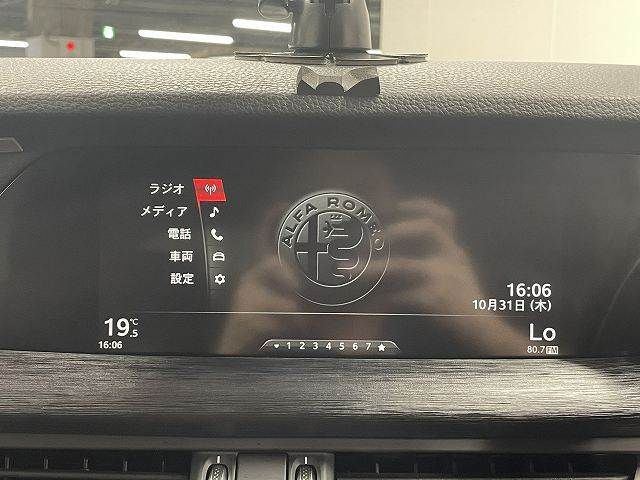 ラジオ
メディア
電話
車両
設定
ALFA ROMEO
16:06
10月31日 (木)
19.5℃
16:06
1 2 3 4 5 6 7
Lo
80.7 FM